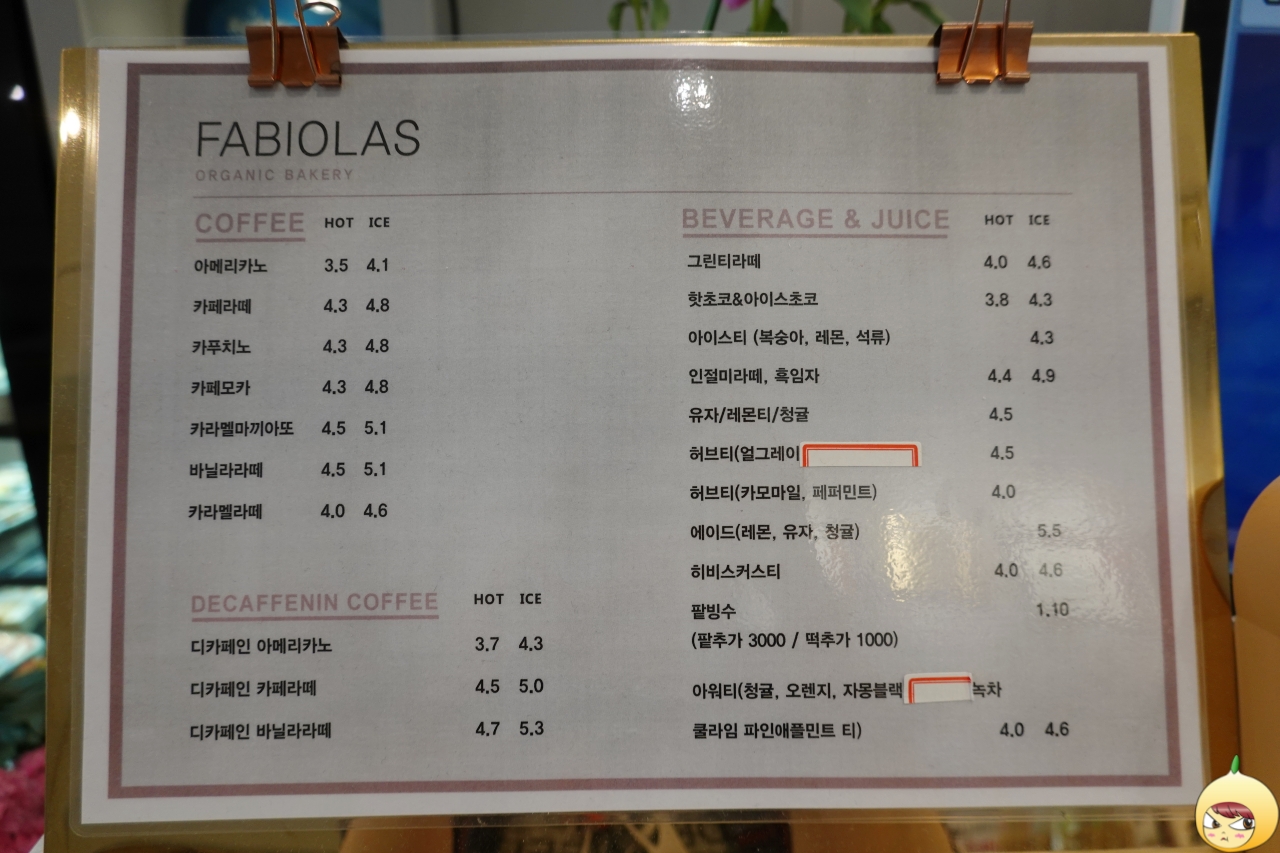 FABIOLAS
ORGANIC BAKERY
COFFEE HOT ICE
아메리카노 3.5 4.1
카페라떼 4.3 4.8
카푸치노 4.3 4.8
카페모카 4.3 4.8
카라멜마끼아또 4.5 5.1
바닐라라떼 4.5 5.1
카라멜라떼 4.0 4.6
DECAFFENIN COFFEE HOT ICE
디카페인 아메리카노 3.7 4.3
디카페인 카페라떼 4.5 5.0
디카페인 바닐라라떼 4.7 5.3
BEVERAGE & JUICE HOT ICE
그린티라떼 4.0 4.6
핫초코&아이스초코 3.8 4.3
아이스티 (복숭아, 레몬, 석류) 4.3
인절미라떼, 흑임자 4.4 4.9
유자/레몬티/청귤 4.5
허브티(얼그레이 4.5
허브티(카모마일, 페퍼민트) 4.0
에이드(레몬, 유자, 청귤) 5.5
히비스커스티 4.0 4.6
팥빙수 1.10
(팥추가 3000 / 떡추가 1000)
아워티(청귤, 오렌지, 자몽블랙 녹차
쿨라임 파인애플민트 티) 4.0 4.6